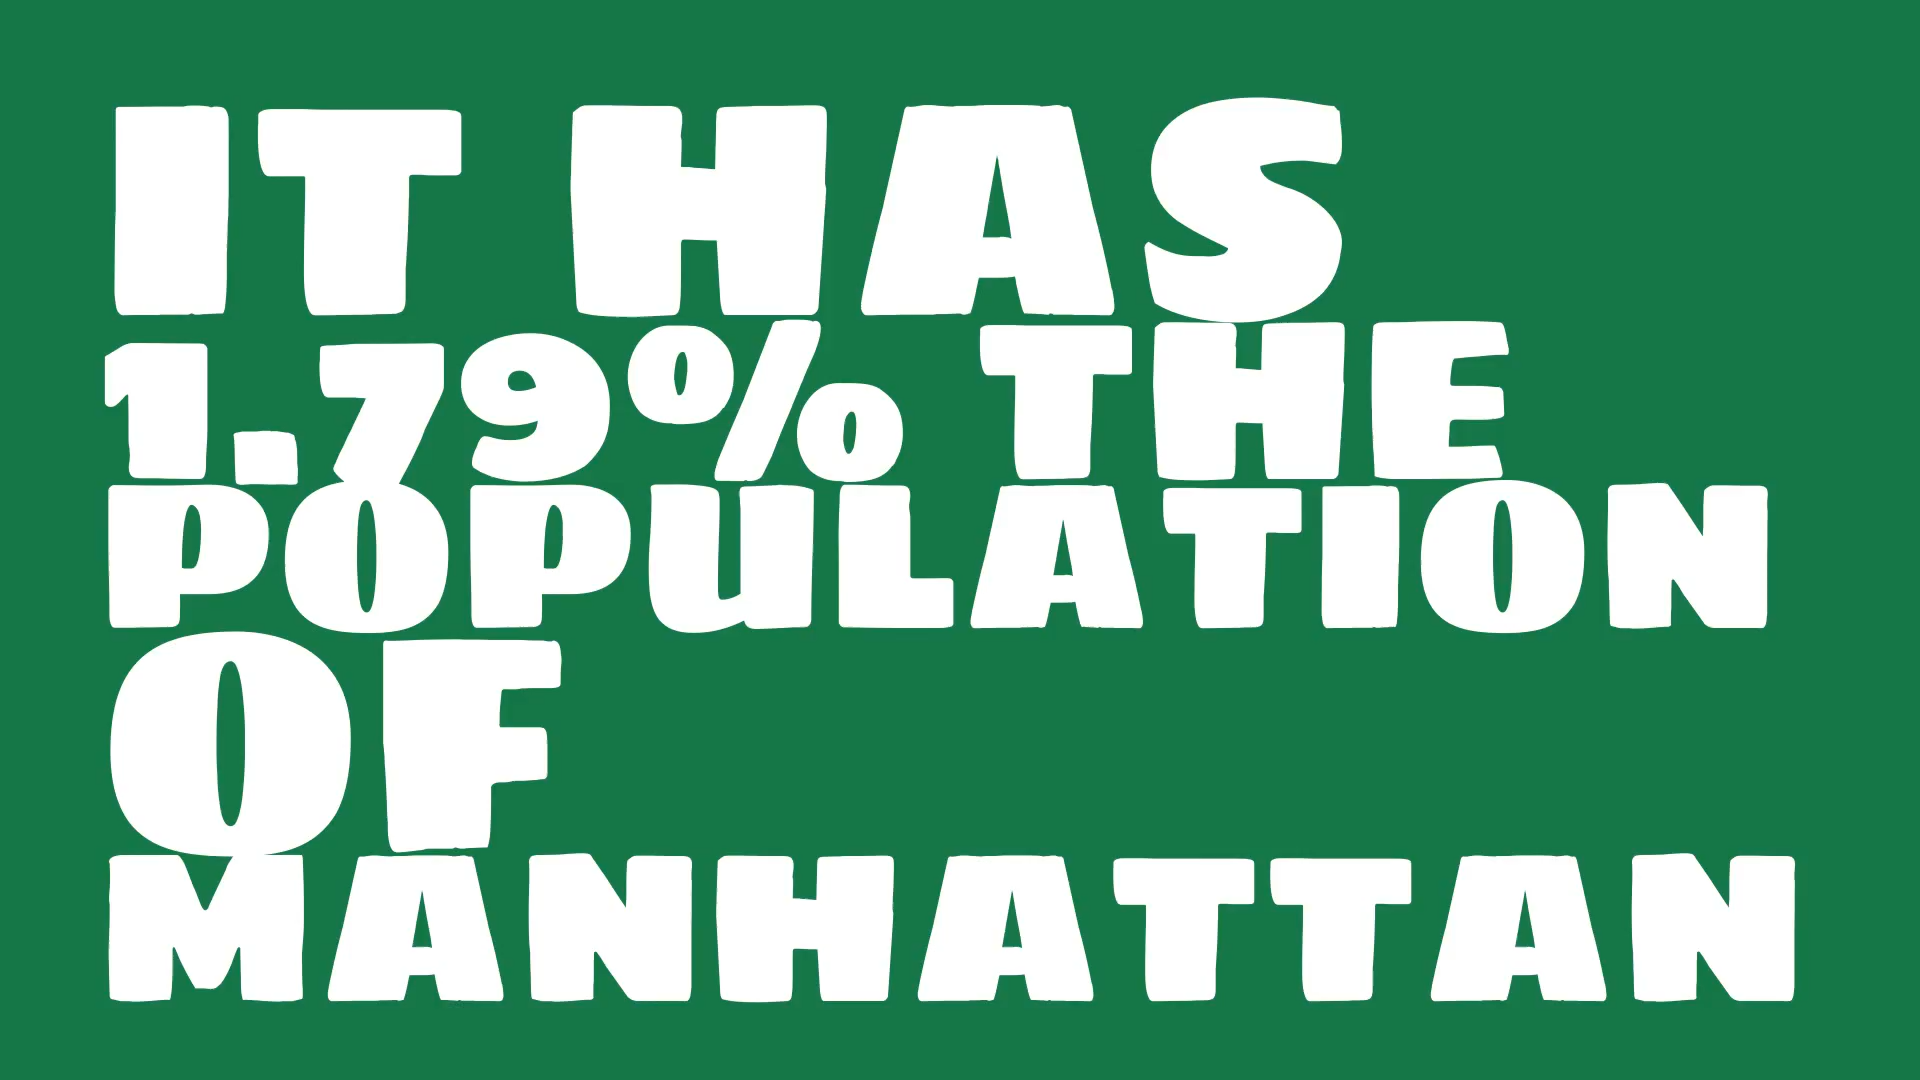 IT HAS
1.79% THE
POPULATION
OF
MANHATTAN